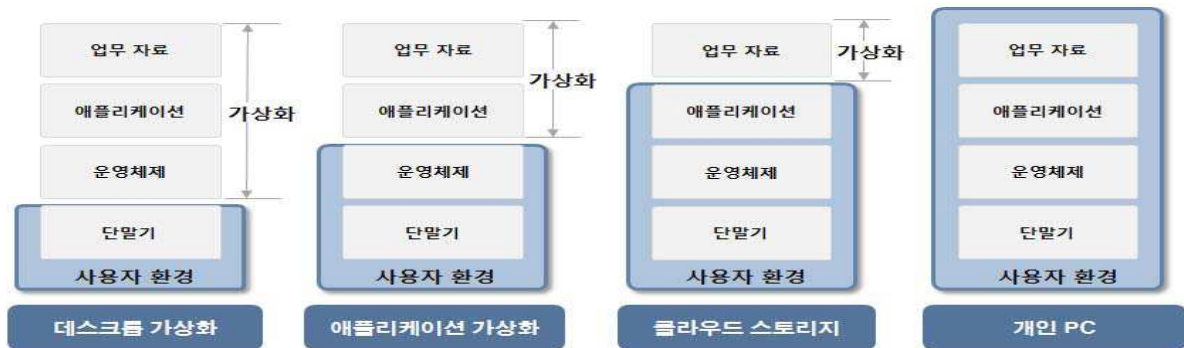 업무 자료
애플리케이션
운영체제
단말기
사용자 환경
가상화
데스크톱 가상화
업무 자료
애플리케이션
운영체제
단말기
사용자 환경
가상화
애플리케이션 가상화
업무 자료
애플리케이션
운영체제
단말기
사용자 환경
가상화
클라우드 스토리지
업무 자료
애플리케이션
운영체제
단말기
사용자 환경
개인 PC